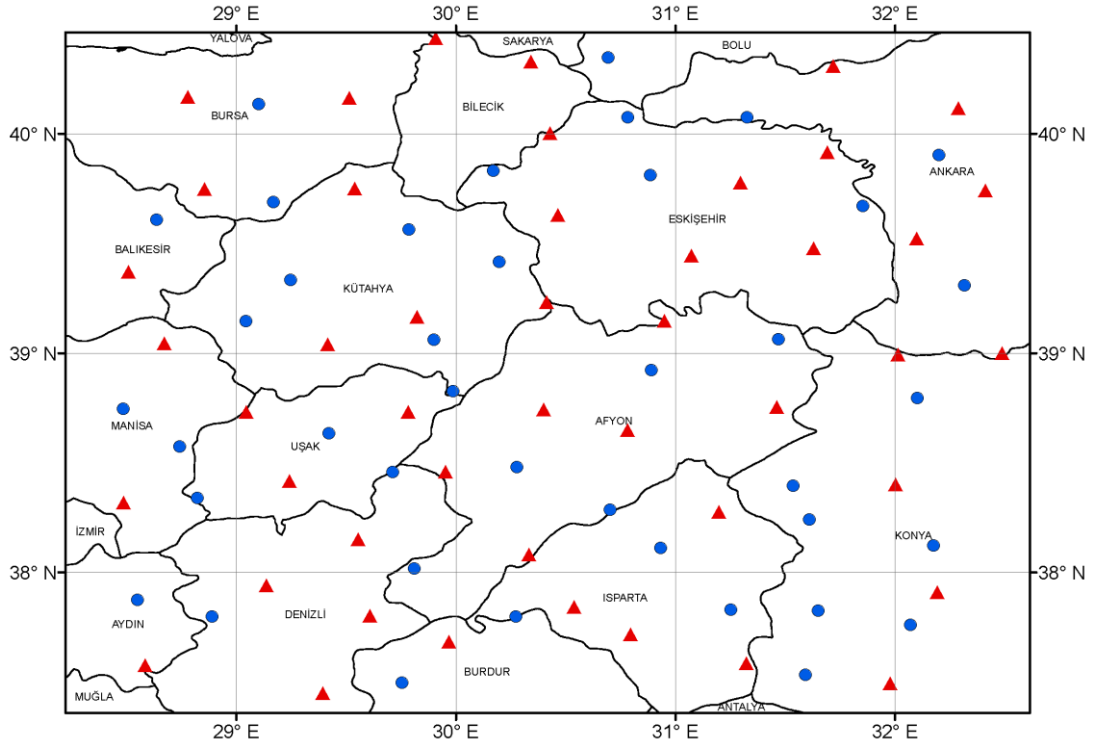 29° E 30° E 31° E 32° E
YALOVA
SAKARYA
BOLU
BİLECİK
BURSA
40° N
40° N
ANKARA
ESKİŞEHİR
BALIKESİR
KÜTAHYA
39° N
39° N
AFYON
MANİSA
UŞAK
İZMİR
KONYA
38° N
38° N
ISPARTA
DENİZLİ
AYDIN
BURDUR
MUĞLA
ANTALYA
29° E 30° E 31° E 32° E